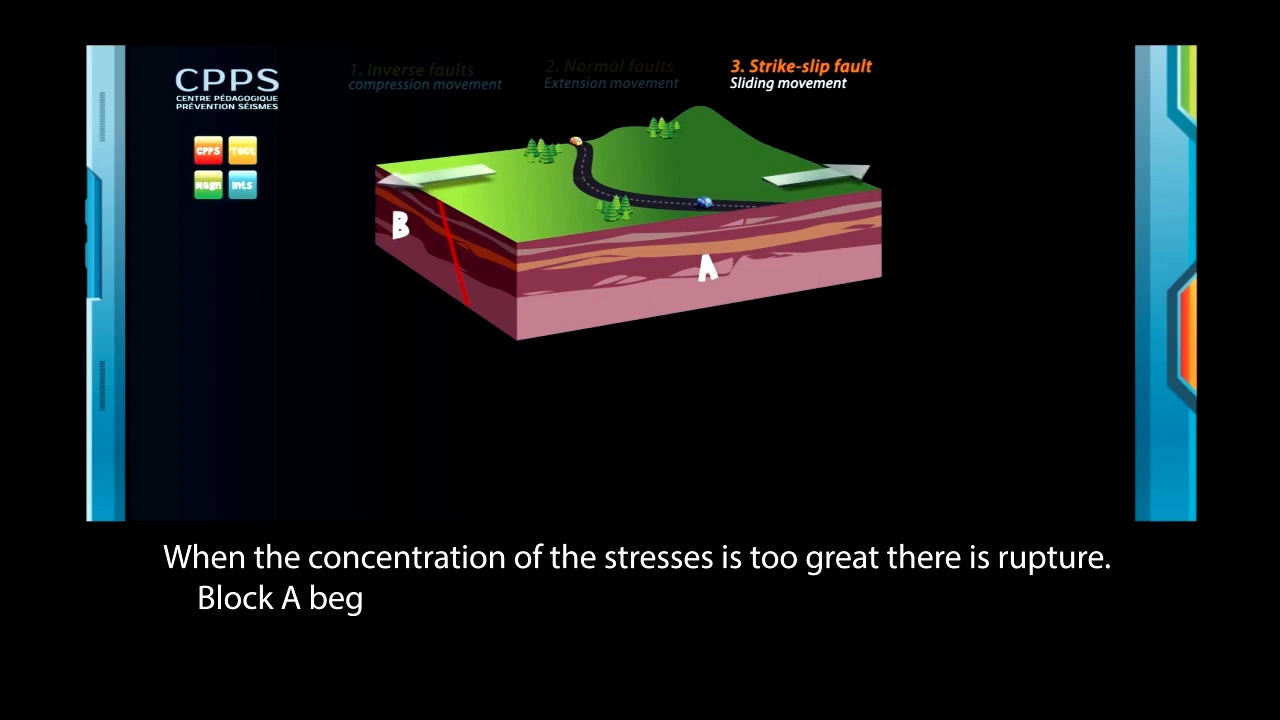 CPPS
CENTRE PÉDAGOGIQUE
PRÉVENTION SÉISMES
1. Inverse faults
compression movement
2. Normal faults
Extension movement
3. Strike-slip fault
Sliding movement
CPPS Tect
Magn Ints
B
A
When the concentration of the stresses is too great there is rupture.
Block A beg